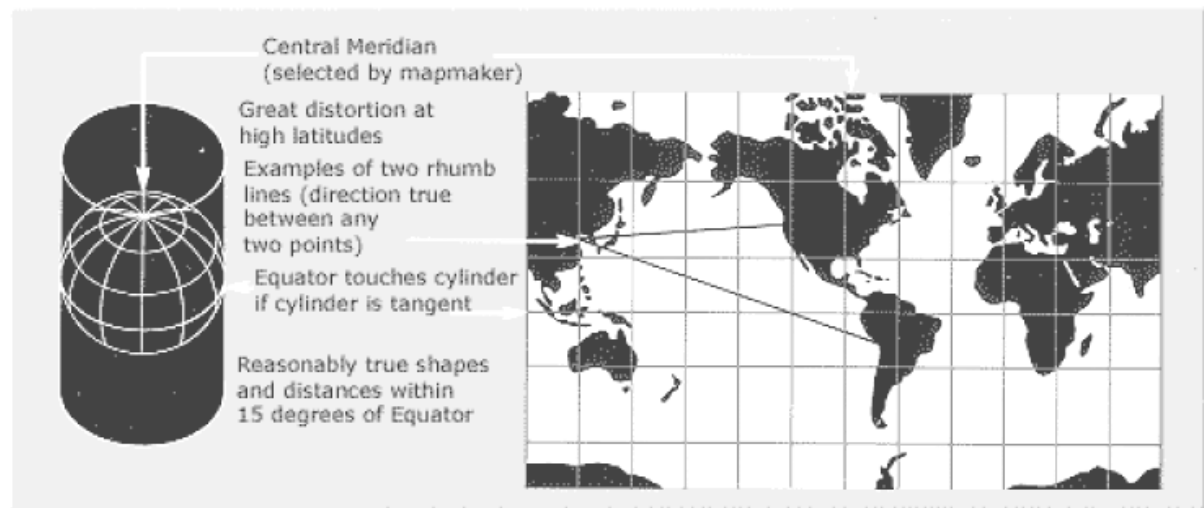 Central Meridian
(selected by mapmaker)
Great distortion at
high latitudes
Examples of two rhumb
lines (direction true
between any
two points)
Equator touches cylinder
if cylinder is tangent
Reasonably true shapes
and distances within
15 degrees of Equator